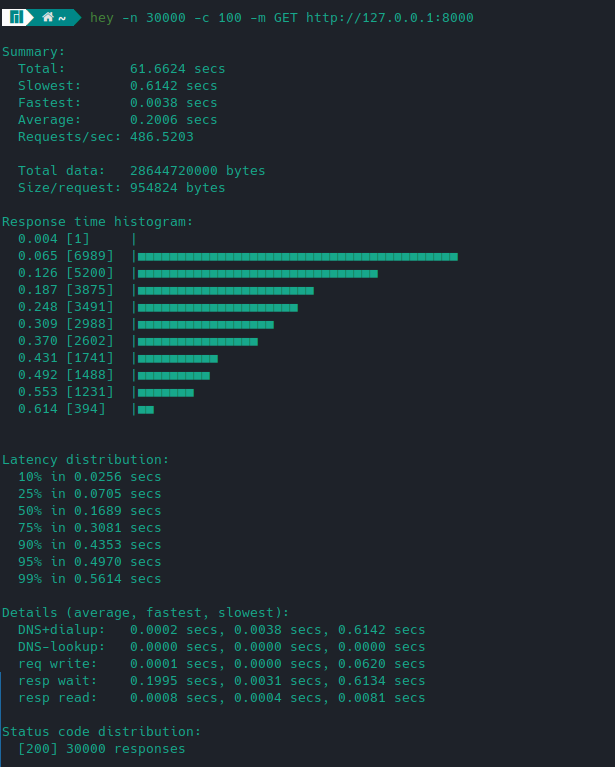 ~ hey -n 30000 -c 100 -m GET http://127.0.0.1:8000
Summary:
Total: 61.6624 secs
Slowest: 0.6142 secs
Fastest: 0.0038 secs
Average: 0.2006 secs
Requests/sec: 486.5203
Total data: 28644720000 bytes
Size/request: 954824 bytes
Response time histogram:
0.004 [1] |
0.065 [6989] |■■■■■■■■■■■■■■■■■■■■■■■■■■■■■■■■■■■■■■■■
0.126 [5200] |■■■■■■■■■■■■■■■■■■■■■■■■■■■■■■
0.187 [3875] |■■■■■■■■■■■■■■■■■■■■■■
0.248 [3491] |■■■■■■■■■■■■■■■■■■■■
0.309 [2988] |■■■■■■■■■■■■■■■■■
0.370 [2602] |■■■■■■■■■■■■■■■
0.431 [1741] |■■■■■■■■■■
0.492 [1488] |■■■■■■■■■
0.553 [1231] |■■■■■■■
0.614 [394] |■■
Latency distribution:
10% in 0.0256 secs
25% in 0.0705 secs
50% in 0.1689 secs
75% in 0.3081 secs
90% in 0.4353 secs
95% in 0.4970 secs
99% in 0.5614 secs
Details (average, fastest, slowest):
DNS+dialup: 0.0002 secs, 0.0038 secs, 0.6142 secs
DNS-lookup: 0.0000 secs, 0.0000 secs, 0.0000 secs
req write: 0.0001 secs, 0.0000 secs, 0.0620 secs
resp wait: 0.1995 secs, 0.0031 secs, 0.6134 secs
resp read: 0.0008 secs, 0.0004 secs, 0.0081 secs
Status code distribution:
[200] 30000 responses